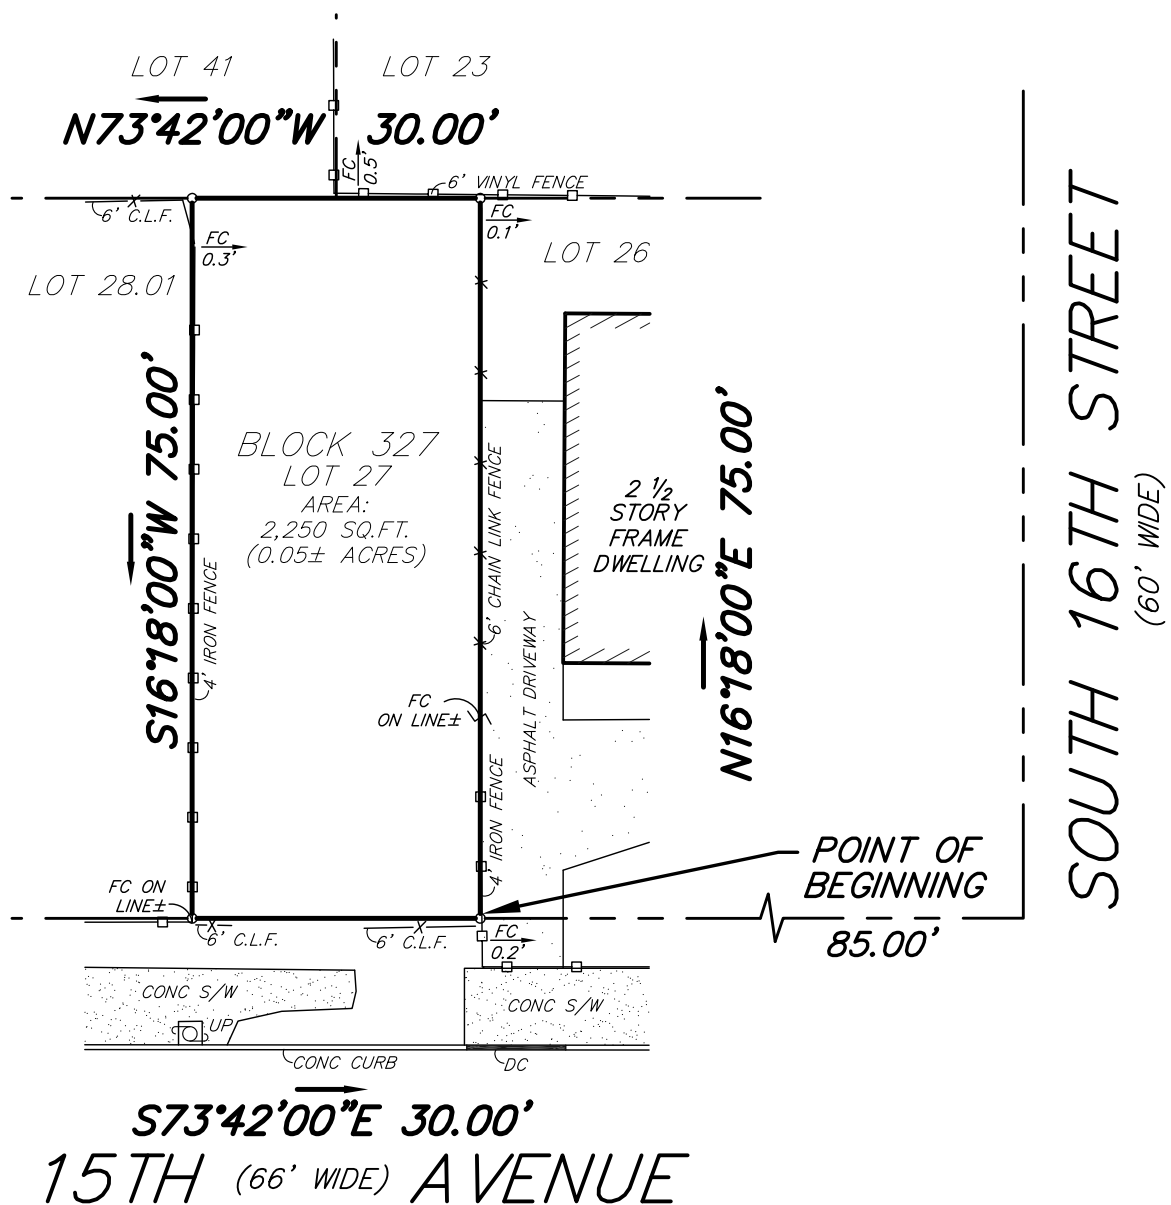 LOT 41
LOT 23
N73°42'00"W 30.00'
FC
0.5'
6' VINYL FENCE
6' C.L.F.
FC
0.3'
FC
0.1'
LOT 26
LOT 28.01
S16°18'00"W 75.00'
BLOCK 327
LOT 27
AREA:
2,250 SQ.FT.
(0.05± ACRES)
4' IRON FENCE
6' CHAIN LINK FENCE
2 ½
STORY
FRAME
DWELLING
ASPHALT DRIVEWAY
N16°18'00"E 75.00'
SOUTH 16TH STREET
(60' WIDE)
FC
ON LINE±
4' IRON FENCE
POINT OF
BEGINNING
85.00'
FC ON
LINE±
6' C.L.F.
6' C.L.F.
FC
0.2'
CONC S/W
CONC S/W
UP
CONC CURB
DC
S73°42'00"E 30.00'
15TH (66' WIDE) AVENUE